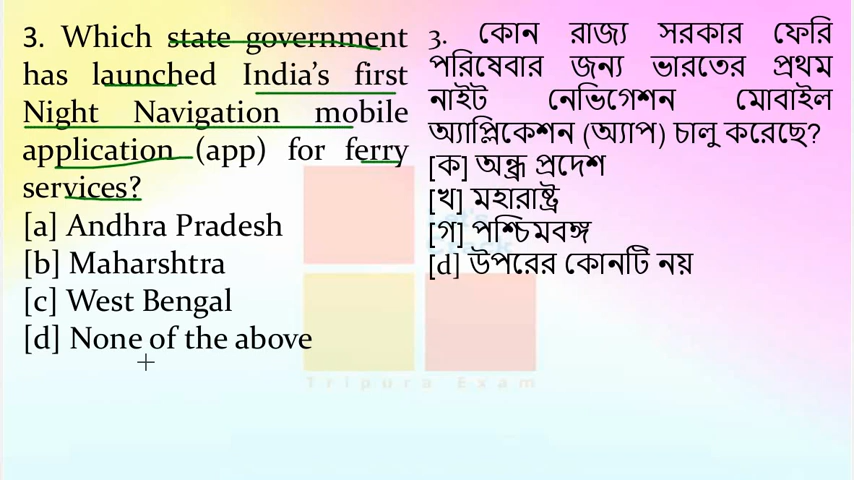 3. Which state government
has launched India's first
Night Navigation mobile
application (app) for ferry
services?
[a] Andhra Pradesh
[b] Maharshtra
[c] West Bengal
[d] None of the above
3. কোন রাজ্য সরকার ফেরি
পরিষেবার জন্য ভারতের প্রথম
নাইট নেভিগেশন মোবাইল
অ্যাপ্লিকেশন (অ্যাপ) চালু করেছে?
[ক] অন্ধ্র প্রদেশ
[খ] মহারাষ্ট্র
[গ] পশ্চিমবঙ্গ
[d] উপরের কোনটি নয়
Let's
Crack
Tripura Exam